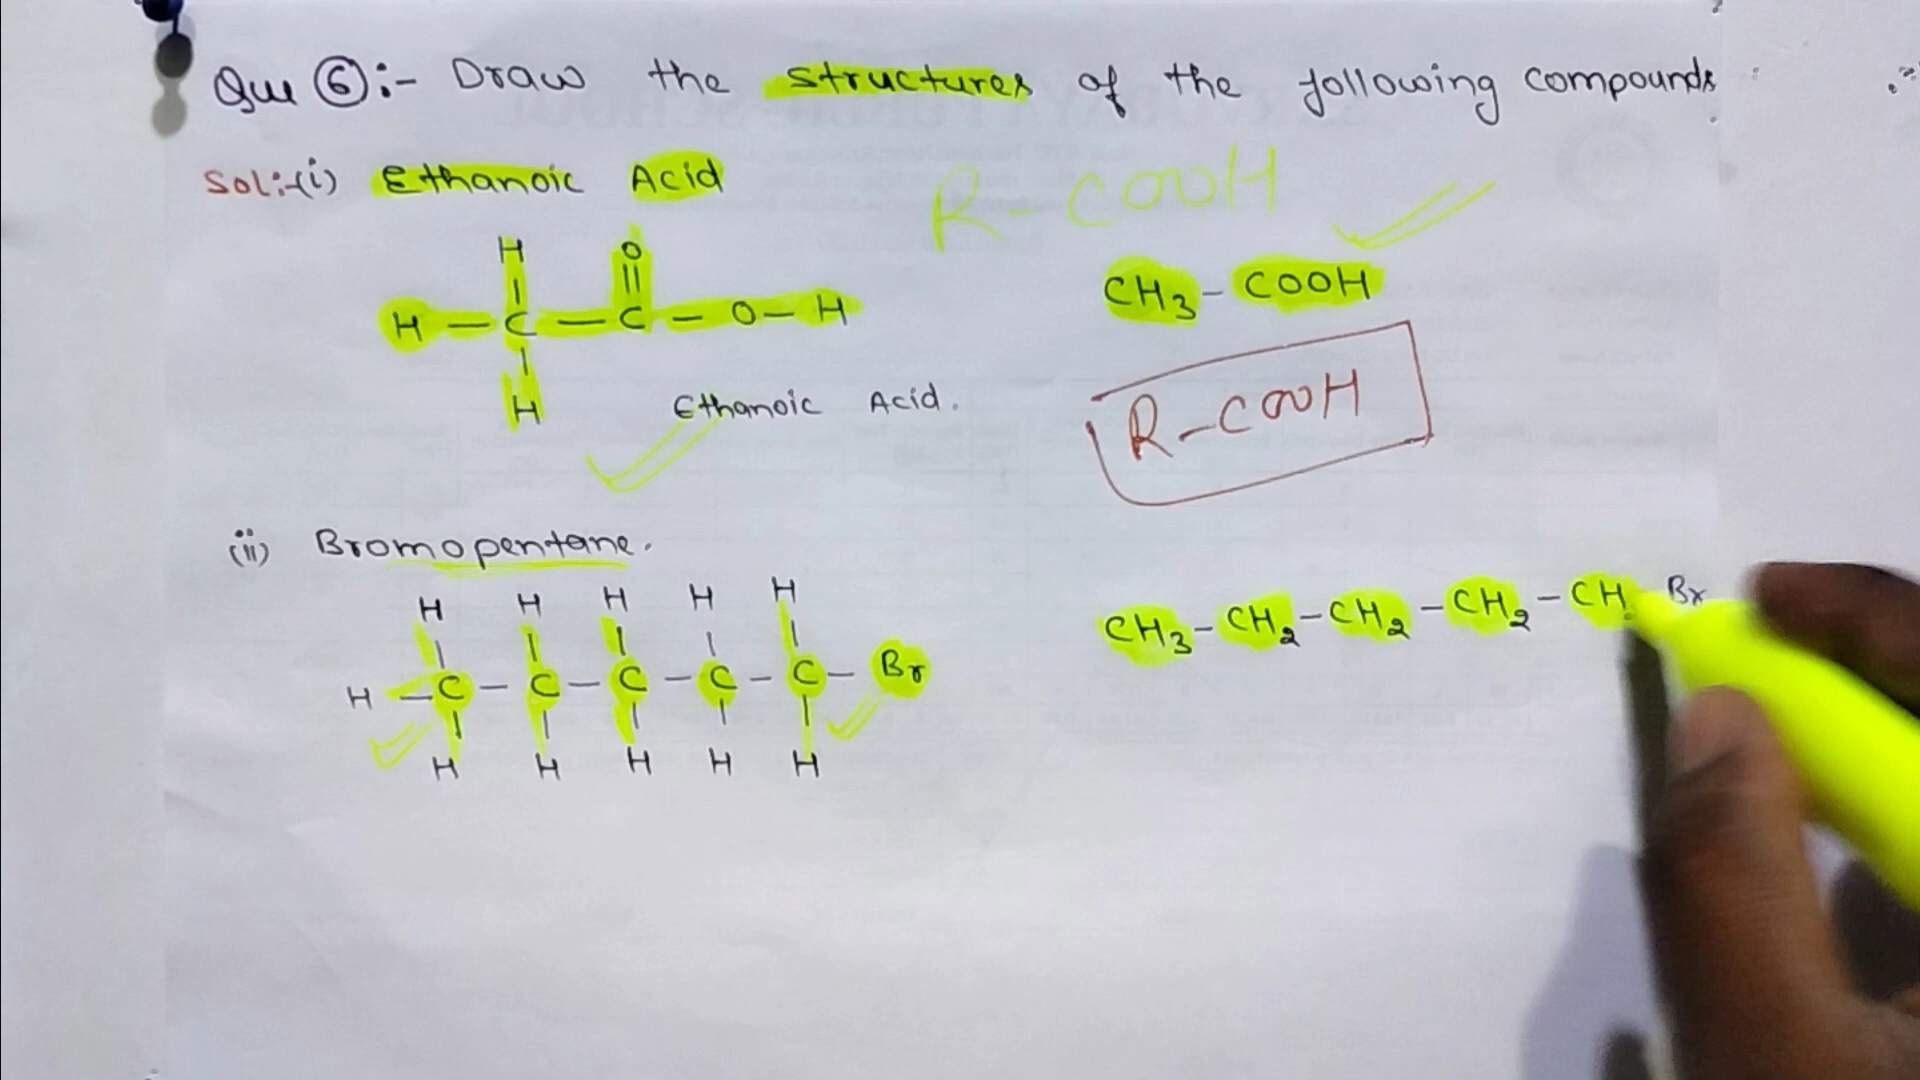 Que ⑥:- Draw the structures of the following compounds:
Sol:-(i) Ethanoic Acid
R-COOH
H O
H — C — C — O — H
H
CH₃ - COOH
Ethanoic Acid.
R-COOH
(ii) Bromopentane.
H H H H H
H — C — C — C — C — C — Br
H H H H H
CH₃ - CH₂ - CH₂ - CH₂ - CH Br